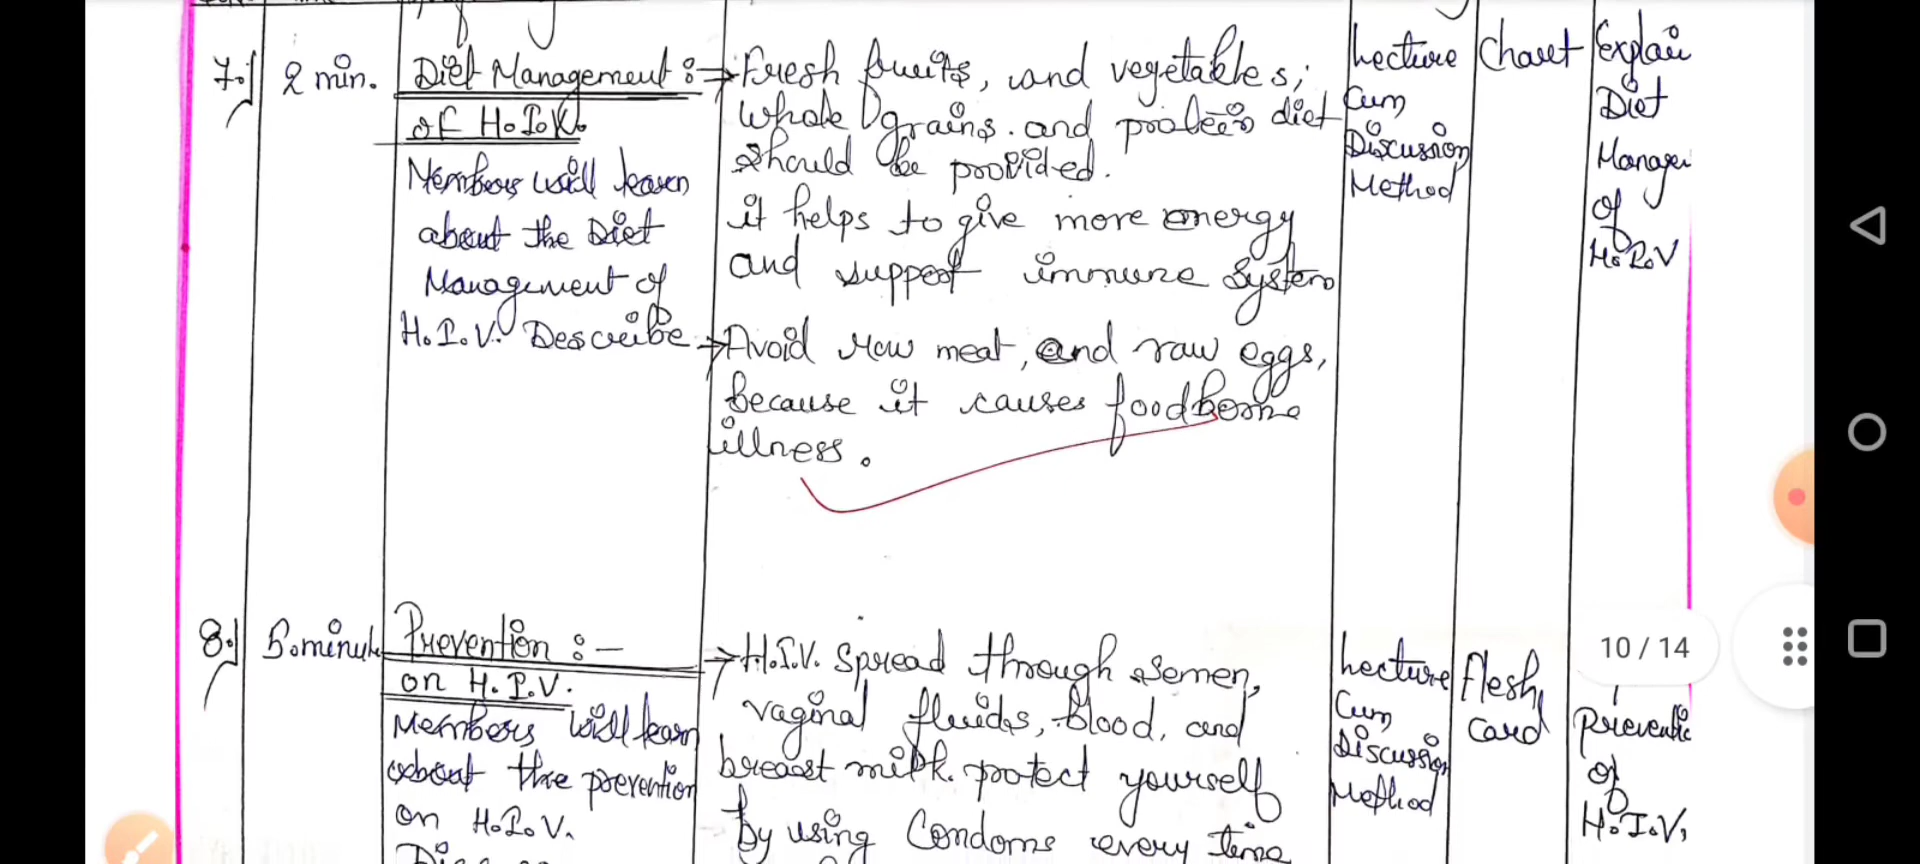 7.) 2 min. Diet Management :→ Fresh fruits, and vegetables, Lecture Chart Explai
of H.I.V. whole grains. and protein diet Cum Diet
Members will learn should be provided. Discussion Manage
about the Diet it helps to give more energy Method of
Management of and support immune system H.I.V
H.I.V. Describe → Avoid raw meat, and raw eggs,
because it causes foodborne
illness.
8.) 5.minute Prevention :- → H.I.V. Spread through semen, Lecture Flesh
on H.I.V. vaginal fluids, blood, and Cum Card Preventio
Members will learn breast milk. protect yourself Discussion of
about the prevention by using Condoms every time Method H.I.V.
on H.I.V.
10 / 14